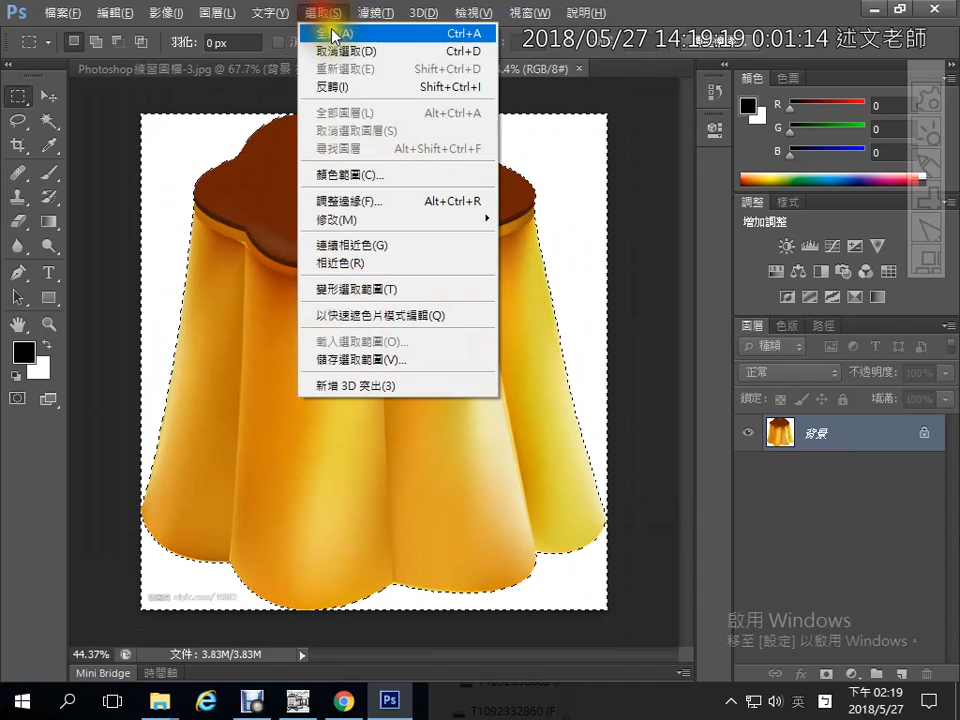 Ps 檔案(F) 編輯(E) 影像(I) 圖層(L) 文字(Y) 選取(S) 濾鏡(T) 3D(D) 檢視(V) 視窗(W) 說明(H)
羽化: 0 px
2018/05/27 14:19:19 0:01:14 述文老師
Photoshop練習圖檔-3.jpg @ 67.7% (背景
.4% (RGB/8#)
全部(A) Ctrl+A
取消選取(D) Ctrl+D
重新選取(E) Shift+Ctrl+D
反轉(I) Shift+Ctrl+I
全部圖層(L) Alt+Ctrl+A
取消選取圖層(S)
尋找圖層 Alt+Shift+Ctrl+F
顏色範圍(C)...
調整邊緣(F)... Alt+Ctrl+R
修改(M)
連續相近色(G)
相近色(R)
變形選取範圍(T)
以快速遮色片模式編輯(Q)
載入選取範圍(O)...
儲存選取範圍(V)...
新增 3D 突出(3)
顏色 色票
R 0
G 0
B 0
調整 樣式
增加調整
圖層 色版 路徑
種類
正常 不透明度: 100%
鎖定: 填滿: 100%
背景
啟用 Windows
移至 [設定] 以啟用 Windows。
44.37% 文件: 3.83M/3.83M
Mini Bridge 時間軸
T1092332860 (F
Ps
英
下午 02:19
2018/5/27